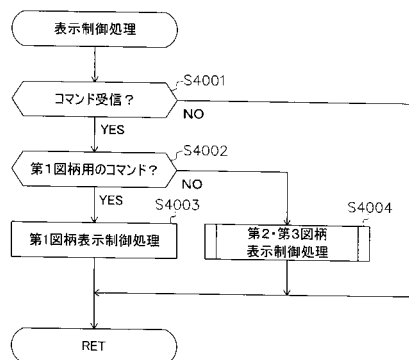 表示制御処理
S4001
コマンド受信?
NO
YES
S4002
第1図柄用のコマンド?
NO
YES
S4003
第1図柄表示制御処理
S4004
第2・第3図柄
表示制御処理
RET